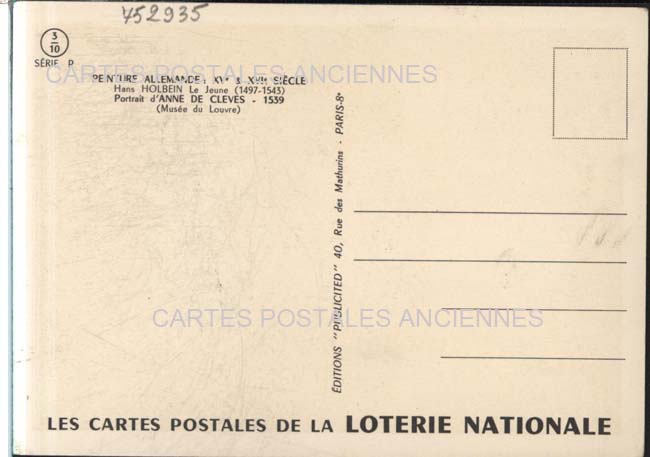 452935
3
10
SÉRIE P
CARTES POSTALES ANCIENNES
PEINTURE ALLEMANDE : XVe & XVIe SIÈCLE
Hans HOLBEIN Le Jeune (1497-1543)
Portrait d'ANNE DE CLEVES - 1539
(Musée du Louvre)
ÉDITIONS "PUBLICITED" 40, Rue des Mathurins - PARIS-8e
CARTES POSTALES ANCIENNES
LES CARTES POSTALES DE LA LOTERIE NATIONALE